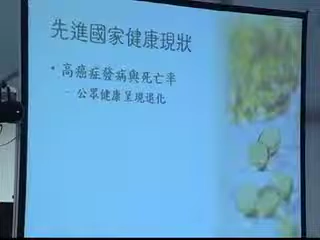 先進國家健康現狀
• 高癌症發病與死亡率
– 公眾健康呈現退化